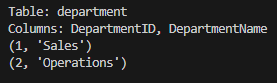 Table: department
Columns: DepartmentID, DepartmentName
(1, 'Sales')
(2, 'Operations')